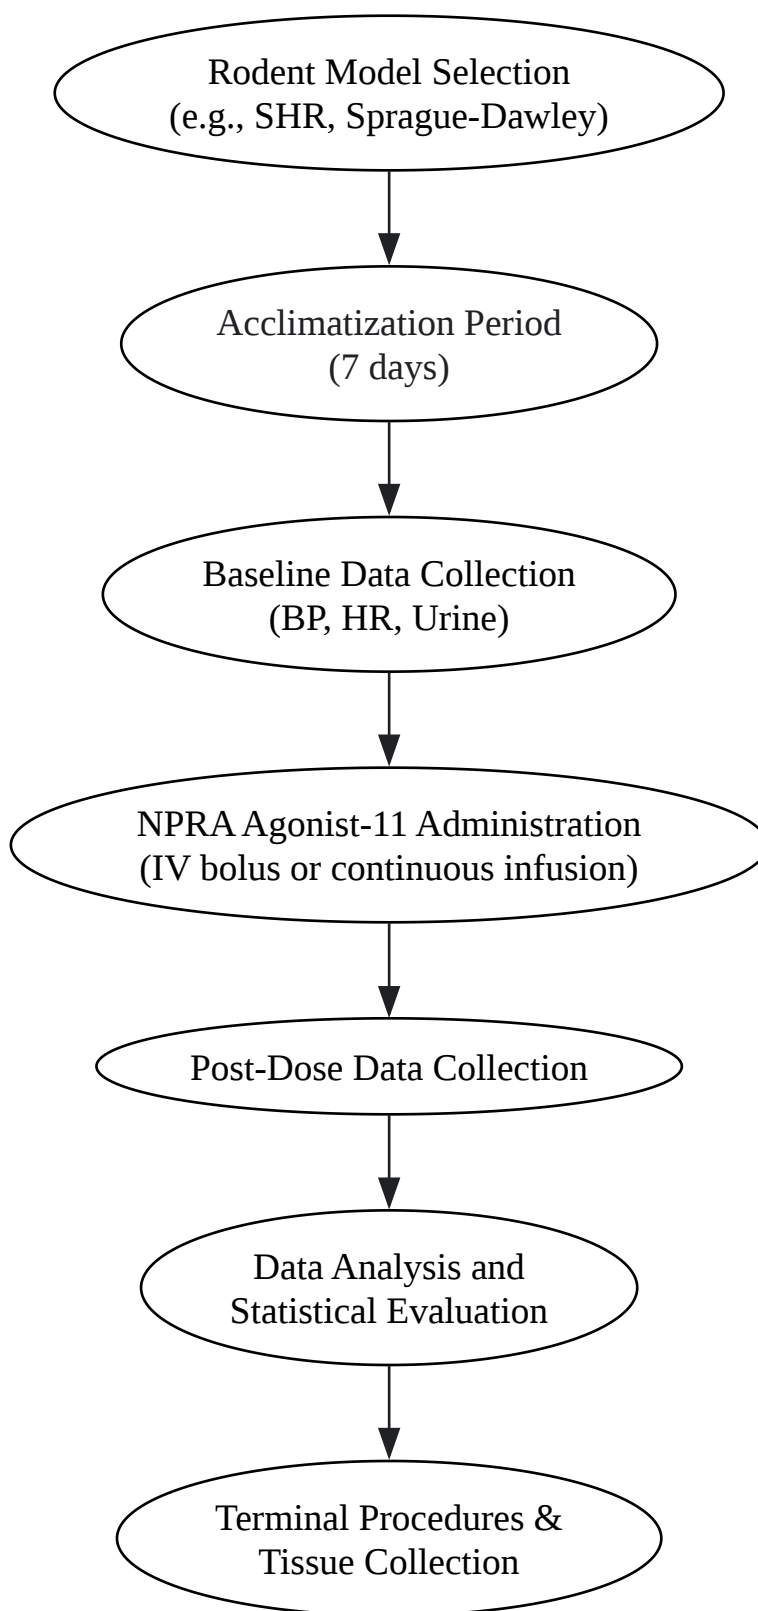 Rodent Model Selection
(e.g., SHR, Sprague-Dawley)
Acclimatization Period
(7 days)
Baseline Data Collection
(BP, HR, Urine)
NPRA Agonist-11 Administration
(IV bolus or continuous infusion)
Post-Dose Data Collection
Data Analysis and
Statistical Evaluation
Terminal Procedures &
Tissue Collection